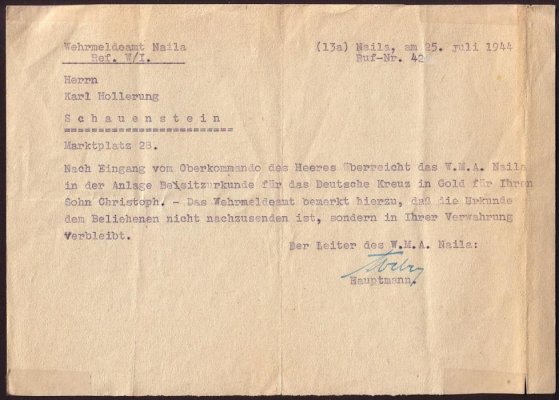 Wehrmeldeamt Naila
Ref. W/I.
(13a) Naila, am 25. Juli 1944
Ruf-Nr. 42
Herrn
Karl Hollerung
Schauenstein
Marktplatz 28.
Nach Eingang vom Oberkommando des Heeres überreicht das W.M.A. Naila
in der Anlage Beisitzurkunde für das Deutsche Kreuz in Gold für Ihren
Sohn Christoph. - Das Wehrmeldeamt bemerkt hierzu, daß die Urkunde
dem Beliehenen nicht nachzusenden ist, sondern in Ihrer Verwahrung
verbleibt.
Der Leiter des W.M.A. Naila:
Hauptmann.